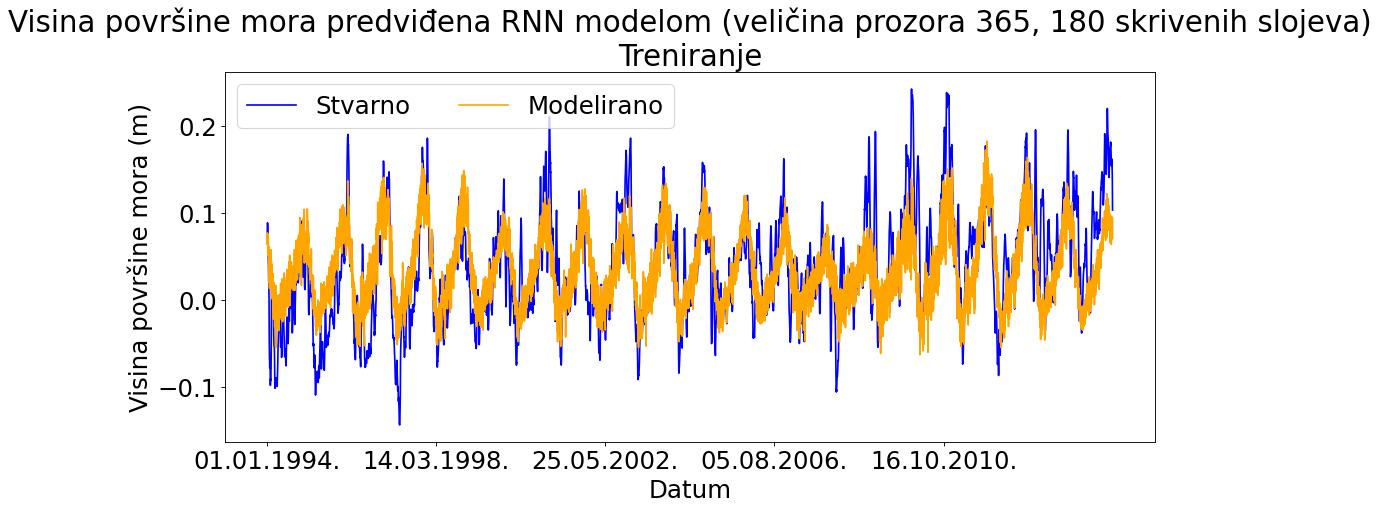 Visina površine mora predviđena RNN modelom (veličina prozora 365, 180 skrivenih slojeva)
Treniranje
Stvarno Modelirano
Visina površine mora (m)
0.2
0.1
0.0
−0.1
01.01.1994. 14.03.1998. 25.05.2002. 05.08.2006. 16.10.2010.
Datum